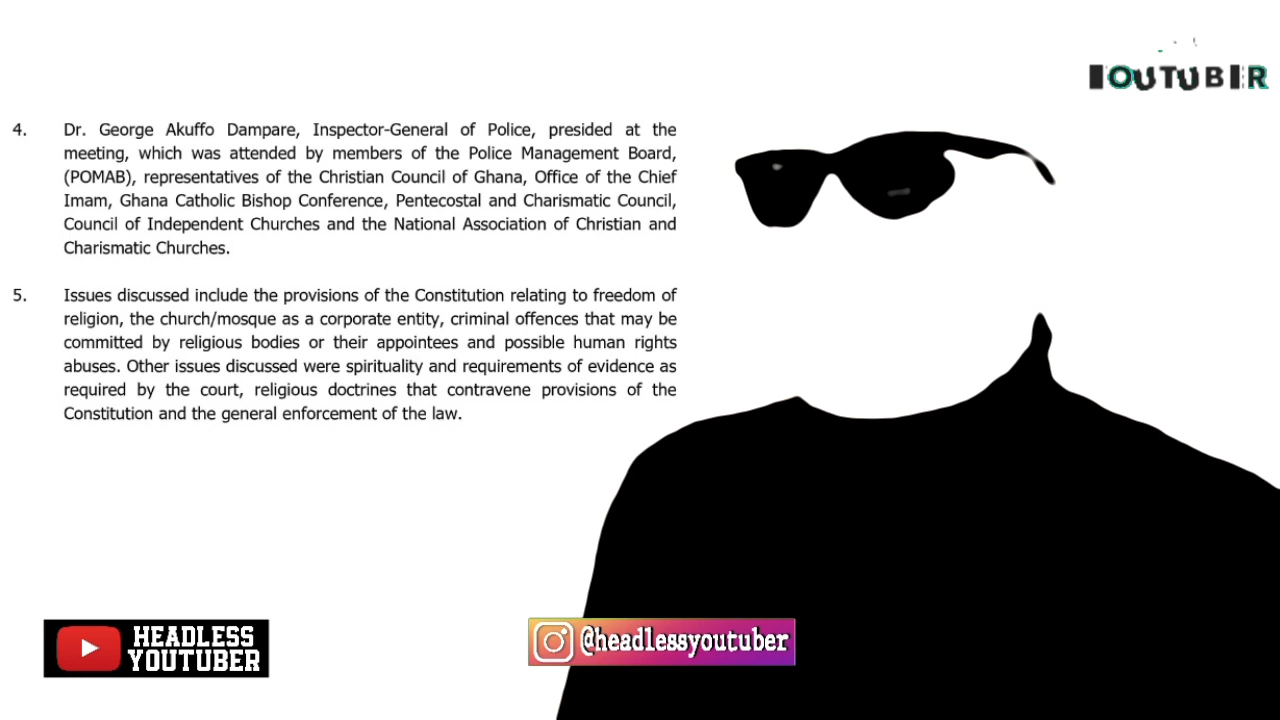 4. Dr. George Akuffo Dampare, Inspector-General of Police, presided at the
meeting, which was attended by members of the Police Management Board,
(POMAB), representatives of the Christian Council of Ghana, Office of the Chief
Imam, Ghana Catholic Bishop Conference, Pentecostal and Charismatic Council,
Council of Independent Churches and the National Association of Christian and
Charismatic Churches.
5. Issues discussed include the provisions of the Constitution relating to freedom of
religion, the church/mosque as a corporate entity, criminal offences that may be
committed by religious bodies or their appointees and possible human rights
abuses. Other issues discussed were spirituality and requirements of evidence as
required by the court, religious doctrines that contravene provisions of the
Constitution and the general enforcement of the law.
HEADLESS
YOUTUBER
@headlessyoutuber